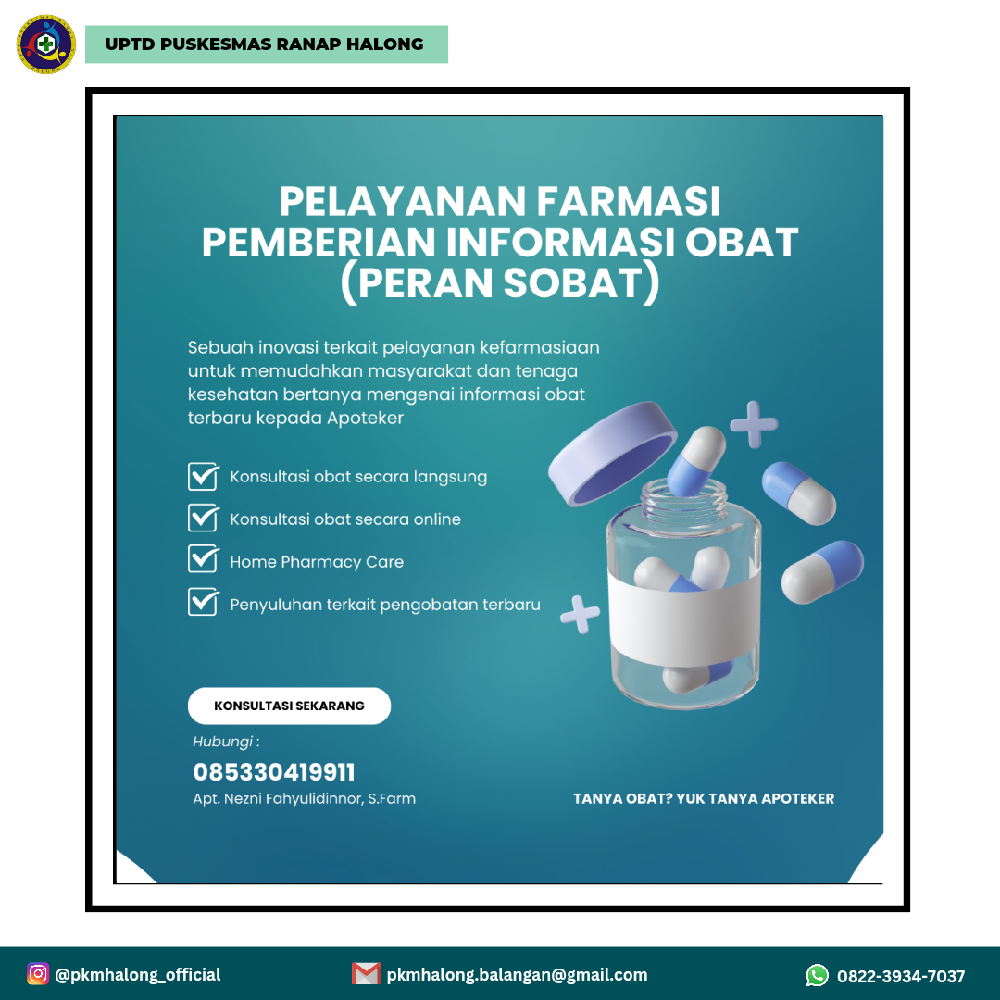 UPTD PUSKESMAS RANAP HALONG
PELAYANAN FARMASI
PEMBERIAN INFORMASI OBAT
(PERAN SOBAT)
Sebuah inovasi terkait pelayanan kefarmasiaan
untuk memudahkan masyarakat dan tenaga
kesehatan bertanya mengenai informasi obat
terbaru kepada Apoteker
Konsultasi obat secara langsung
Konsultasi obat secara online
Home Pharmacy Care
Penyuluhan terkait pengobatan terbaru
KONSULTASI SEKARANG
Hubungi :
085330419911
Apt. Nezni Fahyulidinnor, S.Farm
TANYA OBAT? YUK TANYA APOTEKER
@pkmhalong_official
pkmhalong.balangan@gmail.com
0822-3934-7037